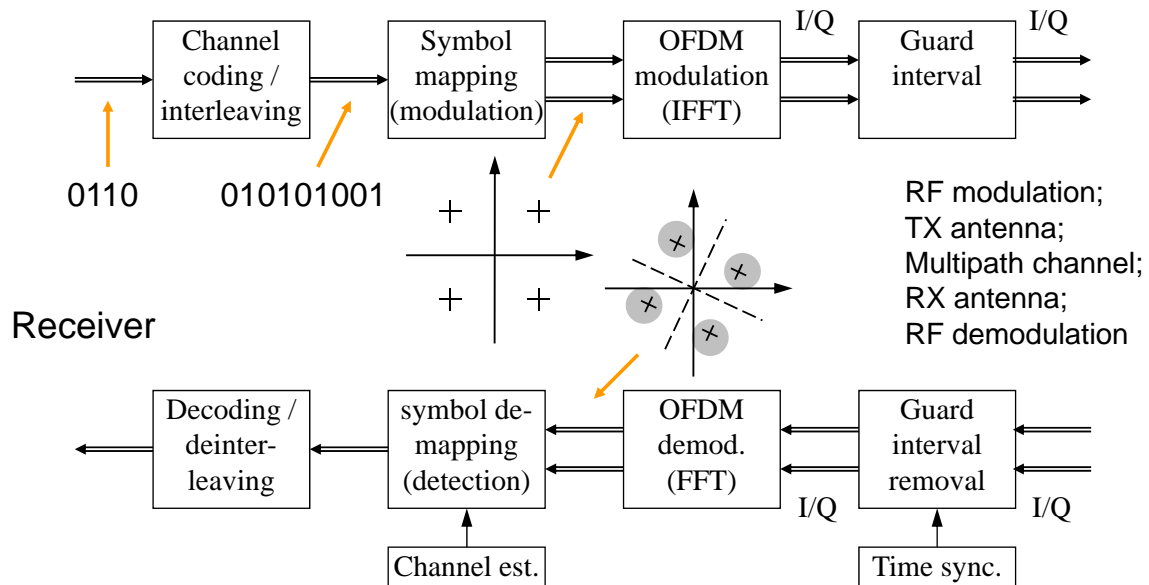 I/Q
I/Q
Channel
coding /
interleaving
Symbol
mapping
(modulation)
OFDM
modulation
(IFFT)
Guard
interval
0110
010101001
RF modulation;
TX antenna;
Multipath channel;
RX antenna;
RF demodulation
Receiver
Decoding /
deinter-
leaving
symbol de-
mapping
(detection)
OFDM
demod.
(FFT)
Guard
interval
removal
I/Q
I/Q
Channel est.
Time sync.